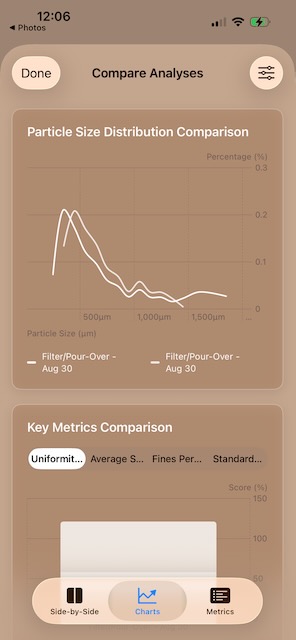 12:06
◀ Photos
Done
Compare Analyses
Particle Size Distribution Comparison
Percentage (%)
0.3
0.2
0.1
0
500µm 1,000µm 1,500µm ...
Particle Size (µm)
Filter/Pour-Over -
Aug 30
Filter/Pour-Over -
Aug 30
Key Metrics Comparison
Uniformit... Average S... Fines Per... Standard...
Score (%)
150
100
50
Side-by-Side Charts Metrics